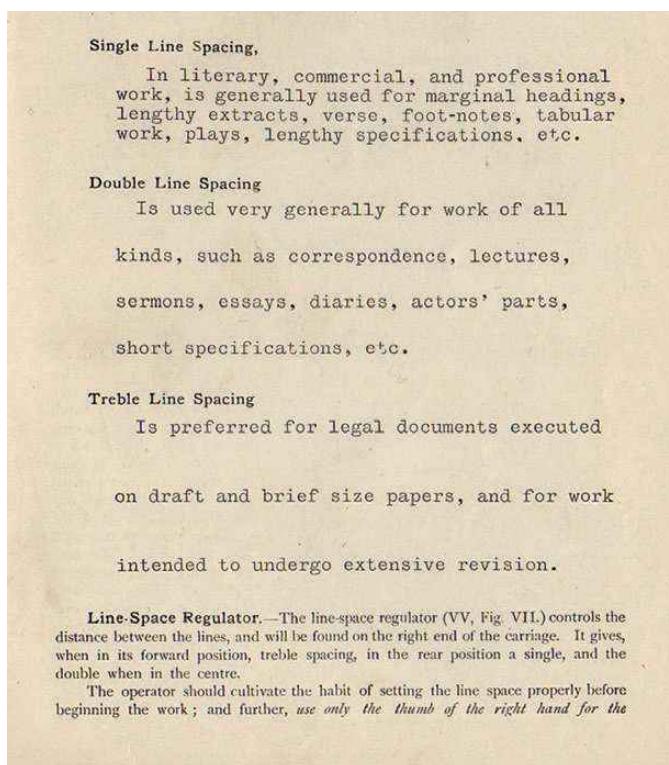 Single Line Spacing,
In literary, commercial, and professional
work, is generally used for marginal headings,
lengthy extracts, verse, foot-notes, tabular
work, plays, lengthy specifications, etc.
Double Line Spacing
Is used very generally for work of all
kinds, such as correspondence, lectures,
sermons, essays, diaries, actors' parts,
short specifications, etc.
Treble Line Spacing
Is preferred for legal documents executed
on draft and brief size papers, and for work
intended to undergo extensive revision.
Line-Space Regulator.—The line-space regulator (VV, Fig. VII.) controls the
distance between the lines, and will be found on the right end of the carriage. It gives,
when in its forward position, treble spacing, in the rear position a single, and the
double when in the centre.
The operator should cultivate the habit of setting the line space properly before
beginning the work ; and further, use only the thumb of the right hand for the